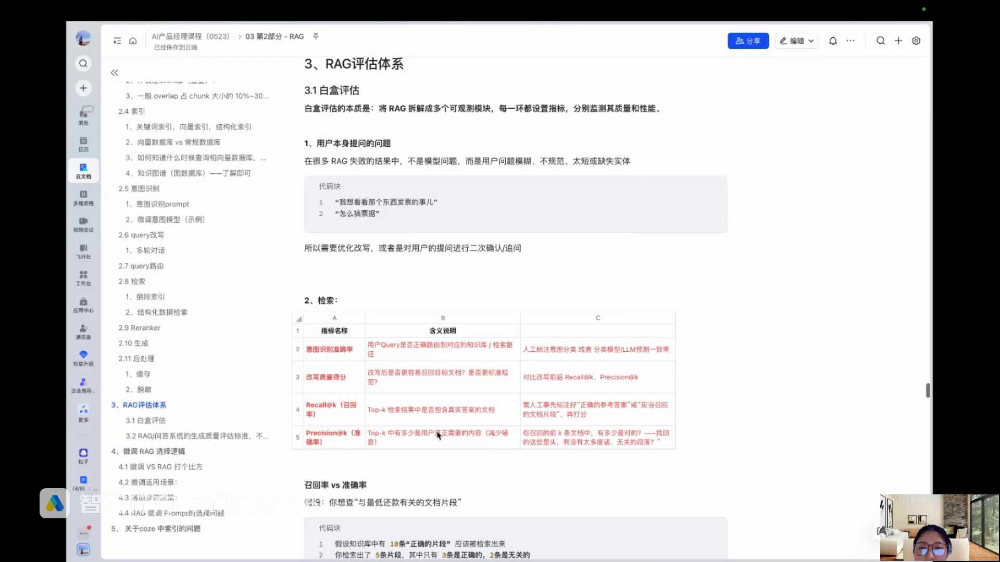 AI产品经理课程（0523） > 03 第2部分 - RAG
已经保存到云端
分享
编辑
499
消息
日历
云文档
多维表格
视频会议
飞行社
工作台
应用中心
通讯录
权益升级
企业推荐...
更多
扣子
(4/9)
3、一般 overlap 占 chunk 大小的 10%~30...
2.4 索引
1、关键词索引，向量索引，结构化索引
2、向量数据库 vs 常规数据库
3、如何知道什么时候查询相向量数据库，...
4、知识图谱（图数据库）——了解即可
2.5 意图识别
1、意图识别prompt
2、微调意图模型（示例）
2.6 query改写
1、多轮对话
2.7 query路由
2.8 检索
1、倒排索引
2、结构化数据检索
2.9 Reranker
2.10 生成
2.11 后处理
1、缓存
2、脱敏
3、RAG评估体系
3.1 白盒评估
3.2 RAG/问答系统的生成质量评估标准，不...
4、微调 RAG 选择逻辑
4.1 微调 VS RAG 打个比方
4.2 微调适用场景：
4.4 RAG 微调 Prompt的选择问题
5、 关于coze 中索引的问题
3、RAG评估体系
3.1 白盒评估
白盒评估的本质是：将 RAG 拆解成多个可观测模块，每一环都设置指标，分别监测其质量和性能。
1、用户本身提问的问题
在很多 RAG 失败的结果中，不是模型问题，而是用户问题模糊、不规范、太短或缺失实体
代码块
1 “我想看看那个东西发票的事儿”
2 “怎么搞票据”
所以需要优化改写，或者是对用户的提问进行二次确认/追问
2、检索：
A B C
1 指标名称 含义说明
2 意图识别准确率 用户Query是否正确路由到对应的知识库 / 检索路径 人工标注意图分类 或者 分类模型/LLM预测一致率
3 改写质量得分 改写后是否更容易召回目标文档？是否更标准规范？ 对比改写前后 Recall@k、Precision@k
4 Recall@k（召回率） Top-k 检索结果中是否包含真实答案的文档 需人工事先标注好“正确的参考答案”或“应当召回的文档片段”，再打分
5 Precision@k（准确率） Top-k 中有多少是用户真正需要的内容（减少噪音） 你召回的前 k 条文档中，有多少是对的？——找回的这些里头，有没有太多废话、无关的段落？”
召回率 vs 准确率
假设：你想查“与最低还款有关的文档片段”
代码块
1 假设知识库中有 10条“正确的片段” 应该被检索出来
2 你检索出了 5条片段，其中只有 3条是正确的，2条是无关的